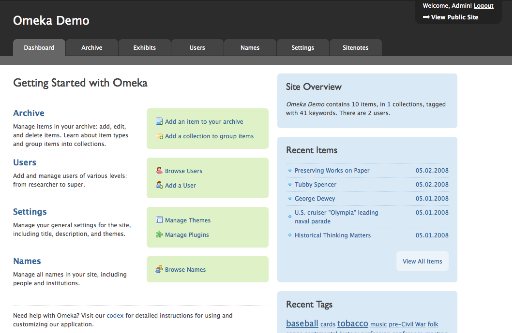 Omeka Demo
Welcome, Admin! Logout
View Public Site
Dashboard
Archive
Exhibits
Users
Names
Settings
Sitenotes
Getting Started with Omeka
Archive
Manage items in your archive: add, edit,
and delete items. Learn about item types
and group items into collections.
Add an item to your archive
Add a collection to group items
Users
Add and manage users of various levels:
from researcher to super.
Browse Users
Add a User
Settings
Manage your general settings for the site,
including title, description, and themes.
Manage Themes
Manage Plugins
Names
Manage all names in your site, including
people and institutions.
Browse Names
Need help with Omeka? Visit our codex for detailed instructions for using and
customizing our application.
Site Overview
Omeka Demo contains 10 items, in 1 collections, tagged
with 41 keywords. There are 2 users.
Recent Items
Preserving Works on Paper 05.02.2008
Tubby Spencer 05.02.2008
George Dewey 05.01.2008
U.S. cruiser "Olympia" leading 05.01.2008
naval parade
Historical Thinking Matters 05.01.2008
View All Items
Recent Tags
baseball cards tobacco music pre-Civil War folk